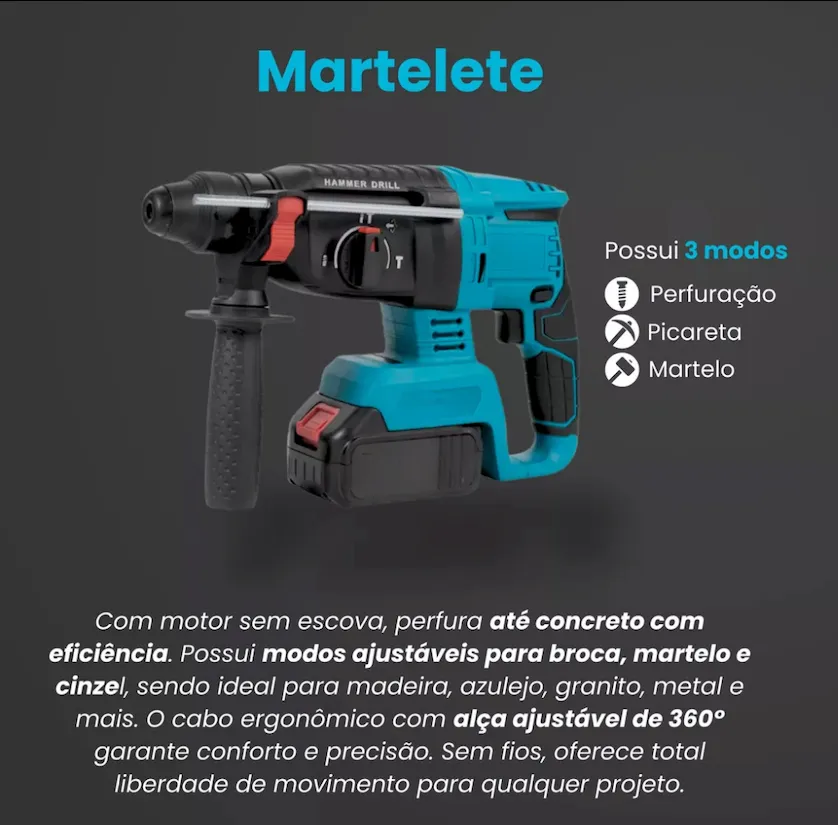 Martelete
HAMMER DRILL
Possui 3 modos
Perfuração
Picareta
Martelo
Com motor sem escova, perfura até concreto com
eficiência. Possui modos ajustáveis para broca, martelo e
cinzel, sendo ideal para madeira, azulejo, granito, metal e
mais. O cabo ergonômico com alça ajustável de 360°
garante conforto e precisão. Sem fios, oferece total
liberdade de movimento para qualquer projeto.